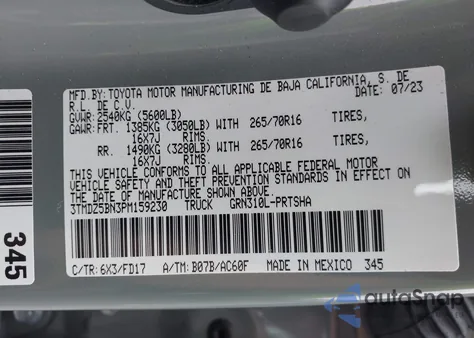 MFD.BY: TOYOTA MOTOR MANUFACTURING DE BAJA CALIFORNIA, S. DE
R.L. DE C.V. DATE: 07/23
GVWR: 2540KG (5600LB)
GAWR: FRT. 1385KG (3050LB) WITH 265/70R16 TIRES,
16X7J RIMS.
RR. 1490KG (3280LB) WITH 265/70R16 TIRES,
16X7J RIMS.
THIS VEHICLE CONFORMS TO ALL APPLICABLE FEDERAL MOTOR
VEHICLE SAFETY AND THEFT PREVENTION STANDARDS IN EFFECT ON
THE DATE OF MANUFACTURE SHOWN ABOVE.
3TMDZ5BN3PM159230 TRUCK GRN310L-PRTSHA
C/TR: 6X3/FD17 A/TM: B07B/AC60F MADE IN MEXICO 345
345
AutoSnap